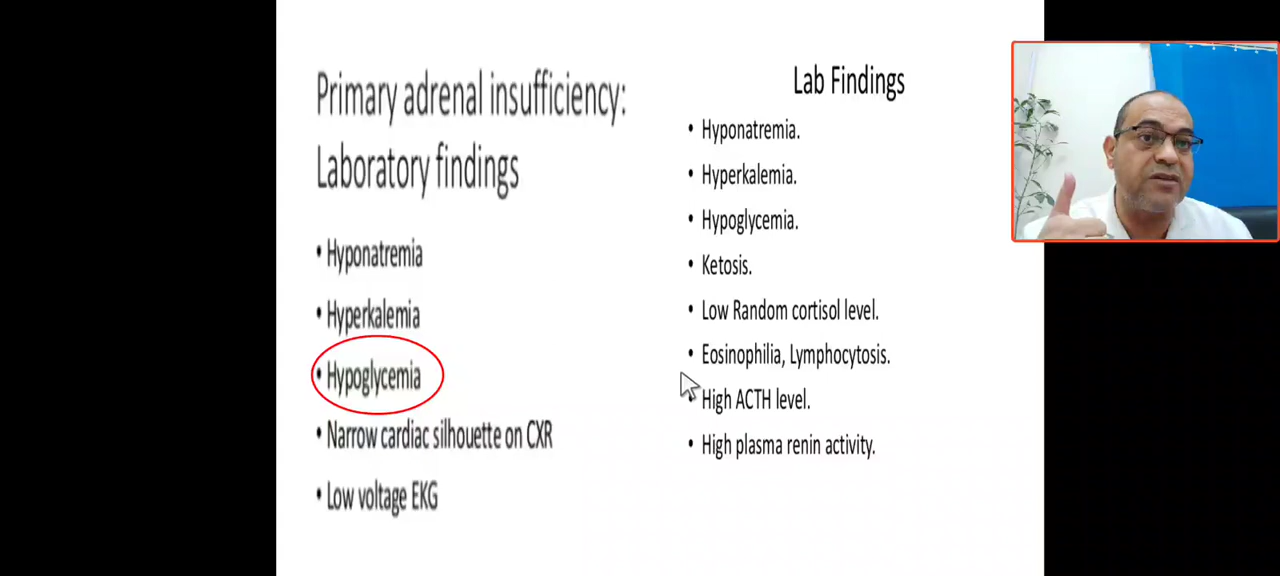 Primary adrenal insufficiency:
Laboratory findings
• Hyponatremia
• Hyperkalemia
• Hypoglycemia
• Narrow cardiac silhouette on CXR
• Low voltage EKG
Lab Findings
• Hyponatremia.
• Hyperkalemia.
• Hypoglycemia.
• Ketosis.
• Low Random cortisol level.
• Eosinophilia, Lymphocytosis.
• High ACTH level.
• High plasma renin activity.